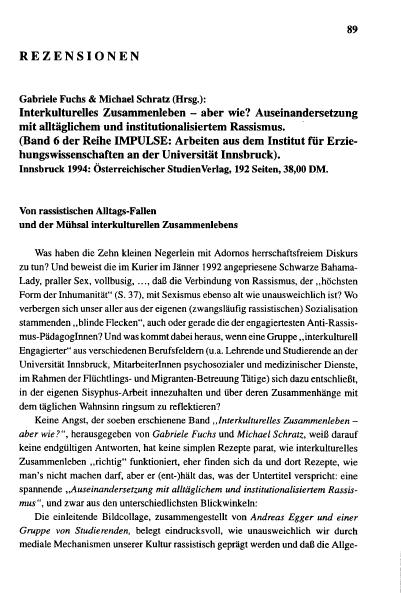 89
REZENSIONEN
Gabriele Fuchs & Michael Schratz (Hrsg.):
Interkulturelles Zusammenleben – aber wie? Auseinandersetzung
mit alltäglichem und institutionalisiertem Rassismus.
(Band 6 der Reihe IMPULSE: Arbeiten aus dem Institut für Erzie-
hungswissenschaften an der Universität Innsbruck).
Innsbruck 1994: Österreichischer StudienVerlag, 192 Seiten, 38,00 DM.
Von rassistischen Alltags-Fallen
und der Mühsal interkulturellen Zusammenlebens
Was haben die Zehn kleinen Negerlein mit Adornos herrschaftsfreiem Diskurs
zu tun? Und beweist die im Kurier im Jänner 1992 angepriesene Schwarze Bahama-
Lady, praller Sex, vollbusig, ..., daß die Verbindung von Rassismus, der „höchsten
Form der Inhumanität“ (S. 37), mit Sexismus ebenso alt wie unausweichlich ist? Wo
verbergen sich unser aller aus der eigenen (zwangsläufig rassistischen) Sozialisation
stammenden „blinde Flecken“, auch oder gerade die der engagiertesten Anti-Rassis-
mus-PädagogInnen? Und was kommt dabei heraus, wenn eine Gruppe „interkulturell
Engagierter“ aus verschiedenen Berufsfeldern (u.a. Lehrende und Studierende an der
Universität Innsbruck, MitarbeiterInnen psychosozialer und medizinischer Dienste,
im Rahmen der Flüchtlings- und Migranten-Betreuung Tätige) sich dazu entschließt,
in der eigenen Sisyphus-Arbeit innezuhalten und über deren Zusammenhänge mit
dem täglichen Wahnsinn ringsum zu reflektieren?
Keine Angst, der soeben erschienene Band „Interkulturelles Zusammenleben –
aber wie?“, herausgegeben von Gabriele Fuchs und Michael Schratz, weiß darauf
keine endgültigen Antworten, hat keine simplen Rezepte parat, wie interkulturelles
Zusammenleben „richtig“ funktioniert, eher finden sich da und dort Rezepte, wie
man's nicht machen darf, aber er (ent-)hält das, was der Untertitel verspricht: eine
spannende „Auseinandersetzung mit alltäglichem und institutionalisiertem Rassis-
mus“, und zwar aus den unterschiedlichsten Blickwinkeln:
Die einleitende Bildcollage, zusammengestellt von Andreas Egger und einer
Gruppe von Studierenden, belegt eindrucksvoll, wie unausweichlich wir durch
mediale Mechanismen unserer Kultur rassistisch geprägt werden und daß die Allge-